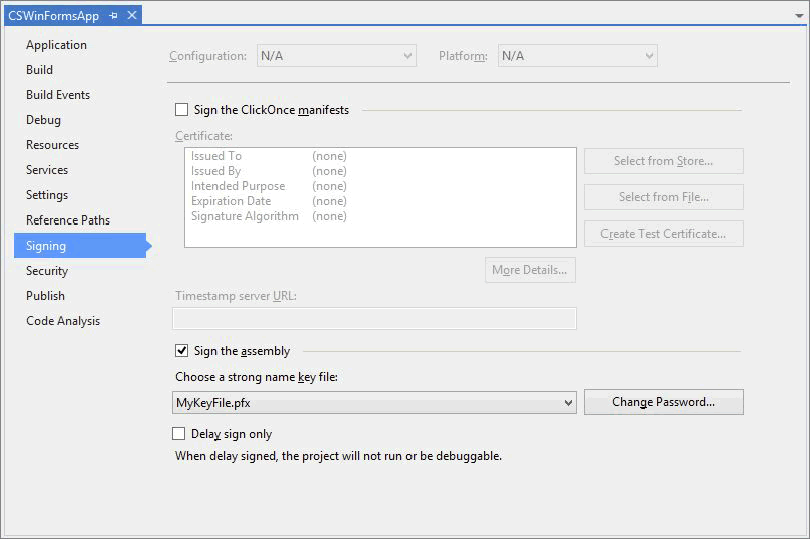 CSWinFormsApp
Application
Build
Build Events
Debug
Resources
Services
Settings
Reference Paths
Signing
Security
Publish
Code Analysis
Configuration: N/A Platform: N/A
Sign the ClickOnce manifests
Certificate:
Issued To (none)
Issued By (none)
Intended Purpose (none)
Expiration Date (none)
Signature Algorithm (none)
Select from Store...
Select from File...
Create Test Certificate...
More Details...
Timestamp server URL:
Sign the assembly
Choose a strong name key file:
MyKeyFile.pfx
Change Password...
Delay sign only
When delay signed, the project will not run or be debuggable.